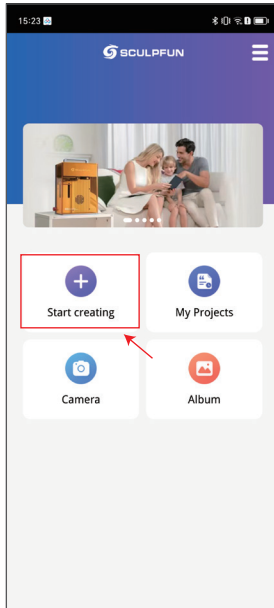 15:23
SCULPFUN
Start creating
My Projects
Camera
Album